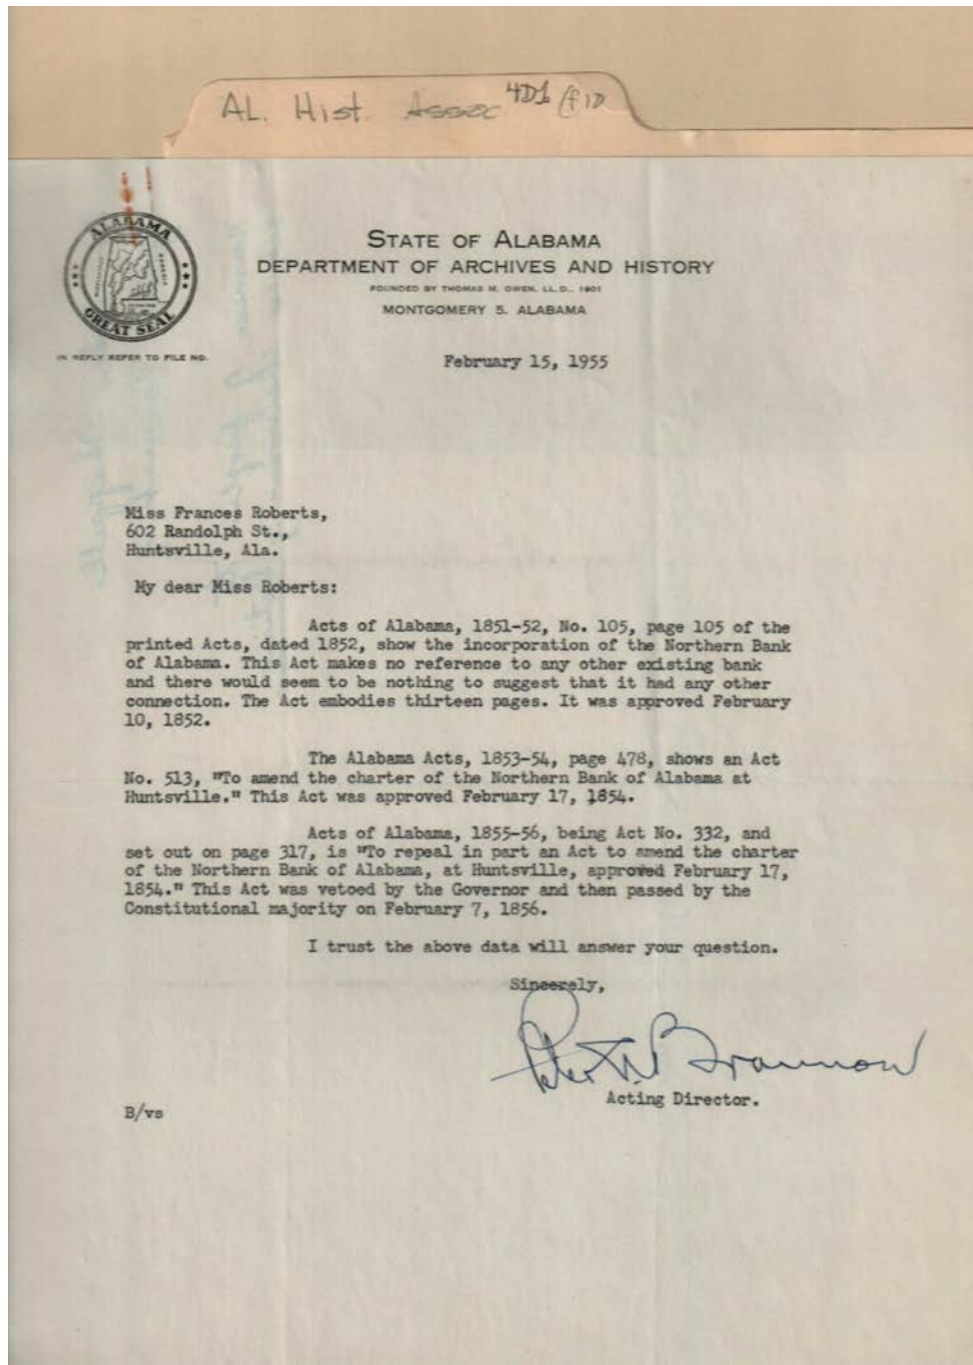 AL. Hist Assoc 4D1 (f10
ALABAMA
GREAT SEAL
STATE OF ALABAMA
DEPARTMENT OF ARCHIVES AND HISTORY
FOUNDED BY THOMAS M. OWEN, LL.D., 1901
MONTGOMERY 5, ALABAMA
IN REPLY REFER TO FILE NO.
February 15, 1955
Miss Frances Roberts,
602 Randolph St.,
Huntsville, Ala.
My dear Miss Roberts:
Acts of Alabama, 1851-52, No. 105, page 105 of the
printed Acts, dated 1852, show the incorporation of the Northern Bank
of Alabama. This Act makes no reference to any other existing bank
and there would seem to be nothing to suggest that it had any other
connection. The Act embodies thirteen pages. It was approved February
10, 1852.
The Alabama Acts, 1853-54, page 478, shows an Act
No. 513, "To amend the charter of the Northern Bank of Alabama at
Huntsville." This Act was approved February 17, 1854.
Acts of Alabama, 1855-56, being Act No. 332, and
set out on page 317, is "To repeal in part an Act to amend the charter
of the Northern Bank of Alabama, at Huntsville, approved February 17,
1854." This Act was vetoed by the Governor and then passed by the
Constitutional majority on February 7, 1856.
I trust the above data will answer your question.
Sincerely,
Peter A. Brannon
Acting Director.
B/vs